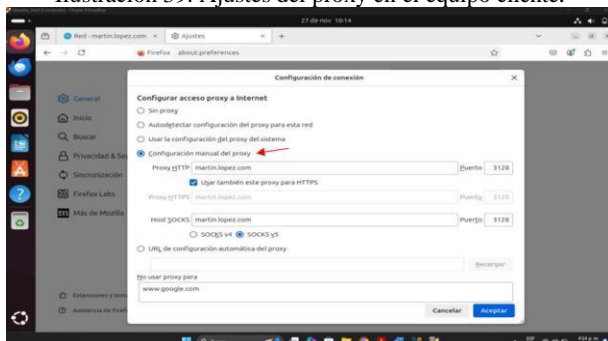 Ilustración 39. Ajustes del proxy en el equipo cliente.
27 de nov 16:14
Red - martin.lopez.com
Ajustes
Firefox about:preferences
Configuración de conexión
General
Inicio
Buscar
Privacidad & Se
Sincronización
Firefox Labs
Más de Mozilla
Configurar acceso proxy a Internet
Sin proxy
Autodetectar configuración del proxy para esta red
Usar la configuración del proxy del sistema
Configuración manual del proxy
Proxy HTTP martin.lopez.com Puerto 3128
Usar también este proxy para HTTPS
Proxy HTTPS martin.lopez.com Puerto 3128
Host SOCKS martin.lopez.com Puerto 3128
SOCKS v4 SOCKS v5
URL de configuración automática del proxy
Recargar
No usar proxy para
www.google.com
Extensiones y tem
Asistencia de Firef
Cancelar Aceptar